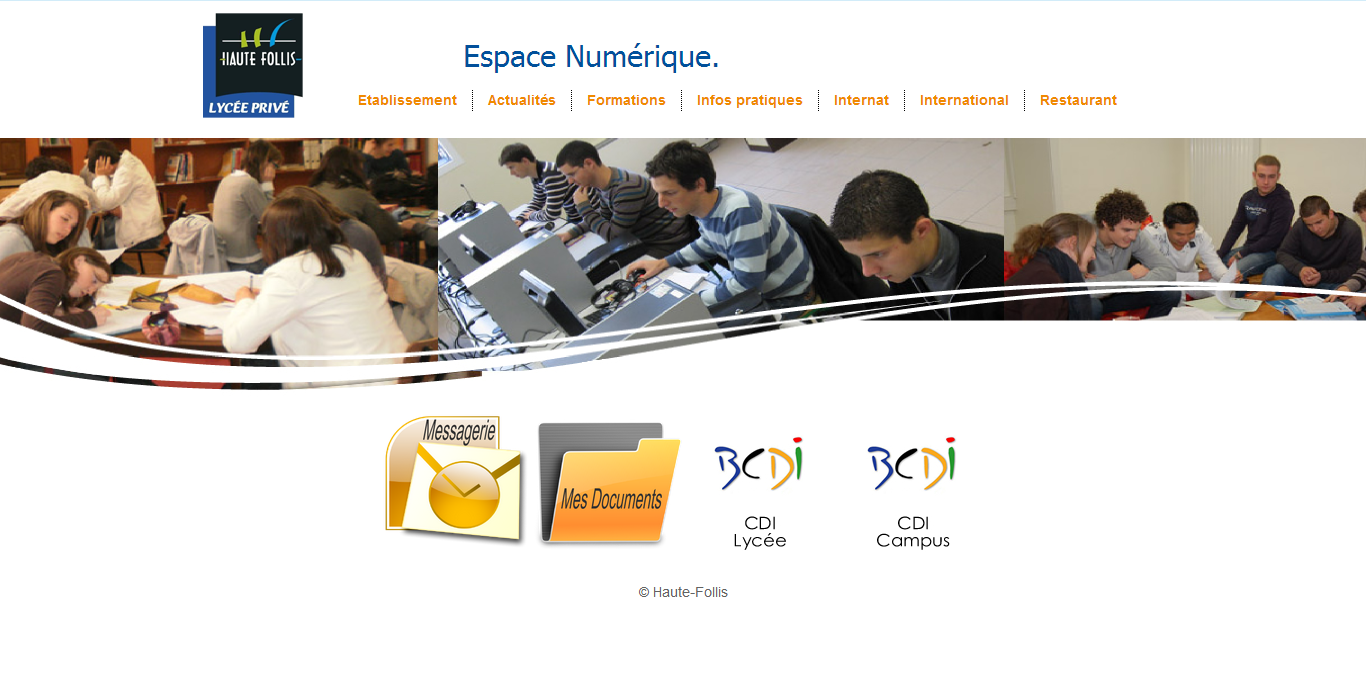 HAUTE FOLLIS
LYCÉE PRIVÉ
Espace Numérique.
Etablissement
Actualités
Formations
Infos pratiques
Internat
International
Restaurant
Messagerie
Mes Documents
BCDI
CDI
Lycée
BCDI
CDI
Campus
© Haute-Follis